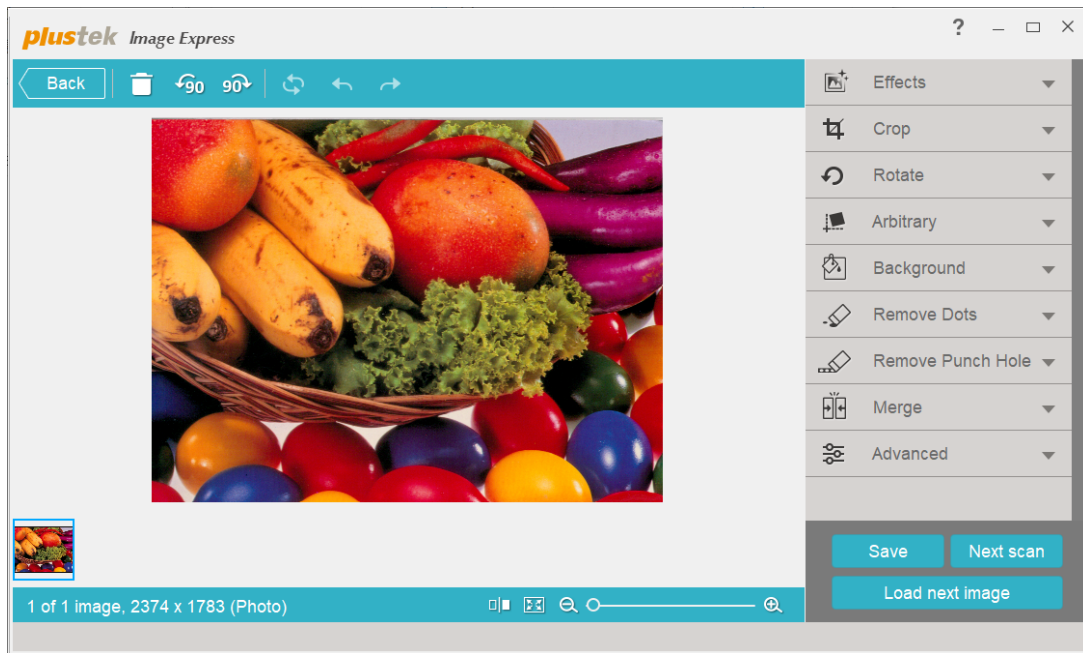 plustek Image Express
?
Back
90 90
Effects
Crop
Rotate
Arbitrary
Background
Remove Dots
Remove Punch Hole
Merge
Advanced
Save Next scan
Load next image
1 of 1 image, 2374 x 1783 (Photo)